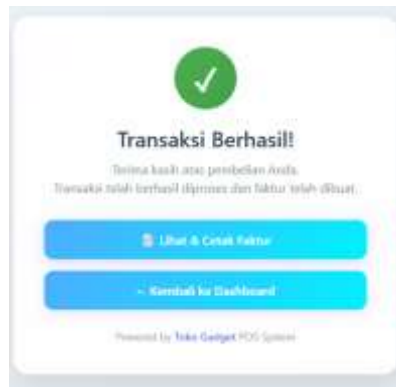 Transaksi Berhasil!
Terima kasih atas pembelian Anda.
Transaksi telah berhasil diproses dan faktur telah dibuat.
Lihat & Cetak Faktur
← Kembali ke Dashboard
Powered by Toko Gadget POS System